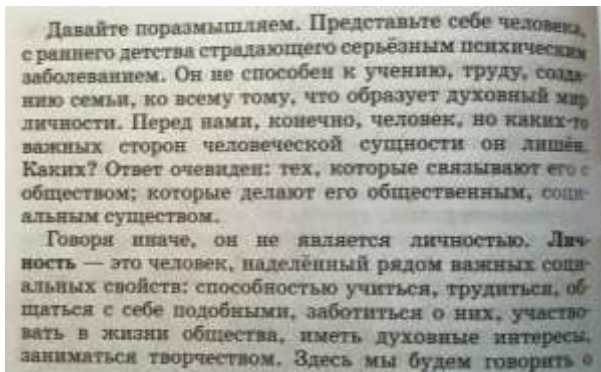 Давайте поразмышляем. Представьте себе человека,
с раннего детства страдающего серьёзным психическим
заболеванием. Он не способен к учению, труду, созда-
нию семьи, ко всему тому, что образует духовный мир
личности. Перед нами, конечно, человек, но каких-то
важных сторон человеческой сущности он лишён.
Каких? Ответ очевиден: тех, которые связывают его с
обществом; которые делают его общественным, соци-
альным существом.
Говоря иначе, он не является личностью. Лич-
ность — это человек, наделённый рядом важных соци-
альных свойств: способностью учиться, трудиться, об-
щаться с себе подобными, заботиться о них, участво-
вать в жизни общества, иметь духовные интересы,
заниматься творчеством. Здесь мы будем говорить о